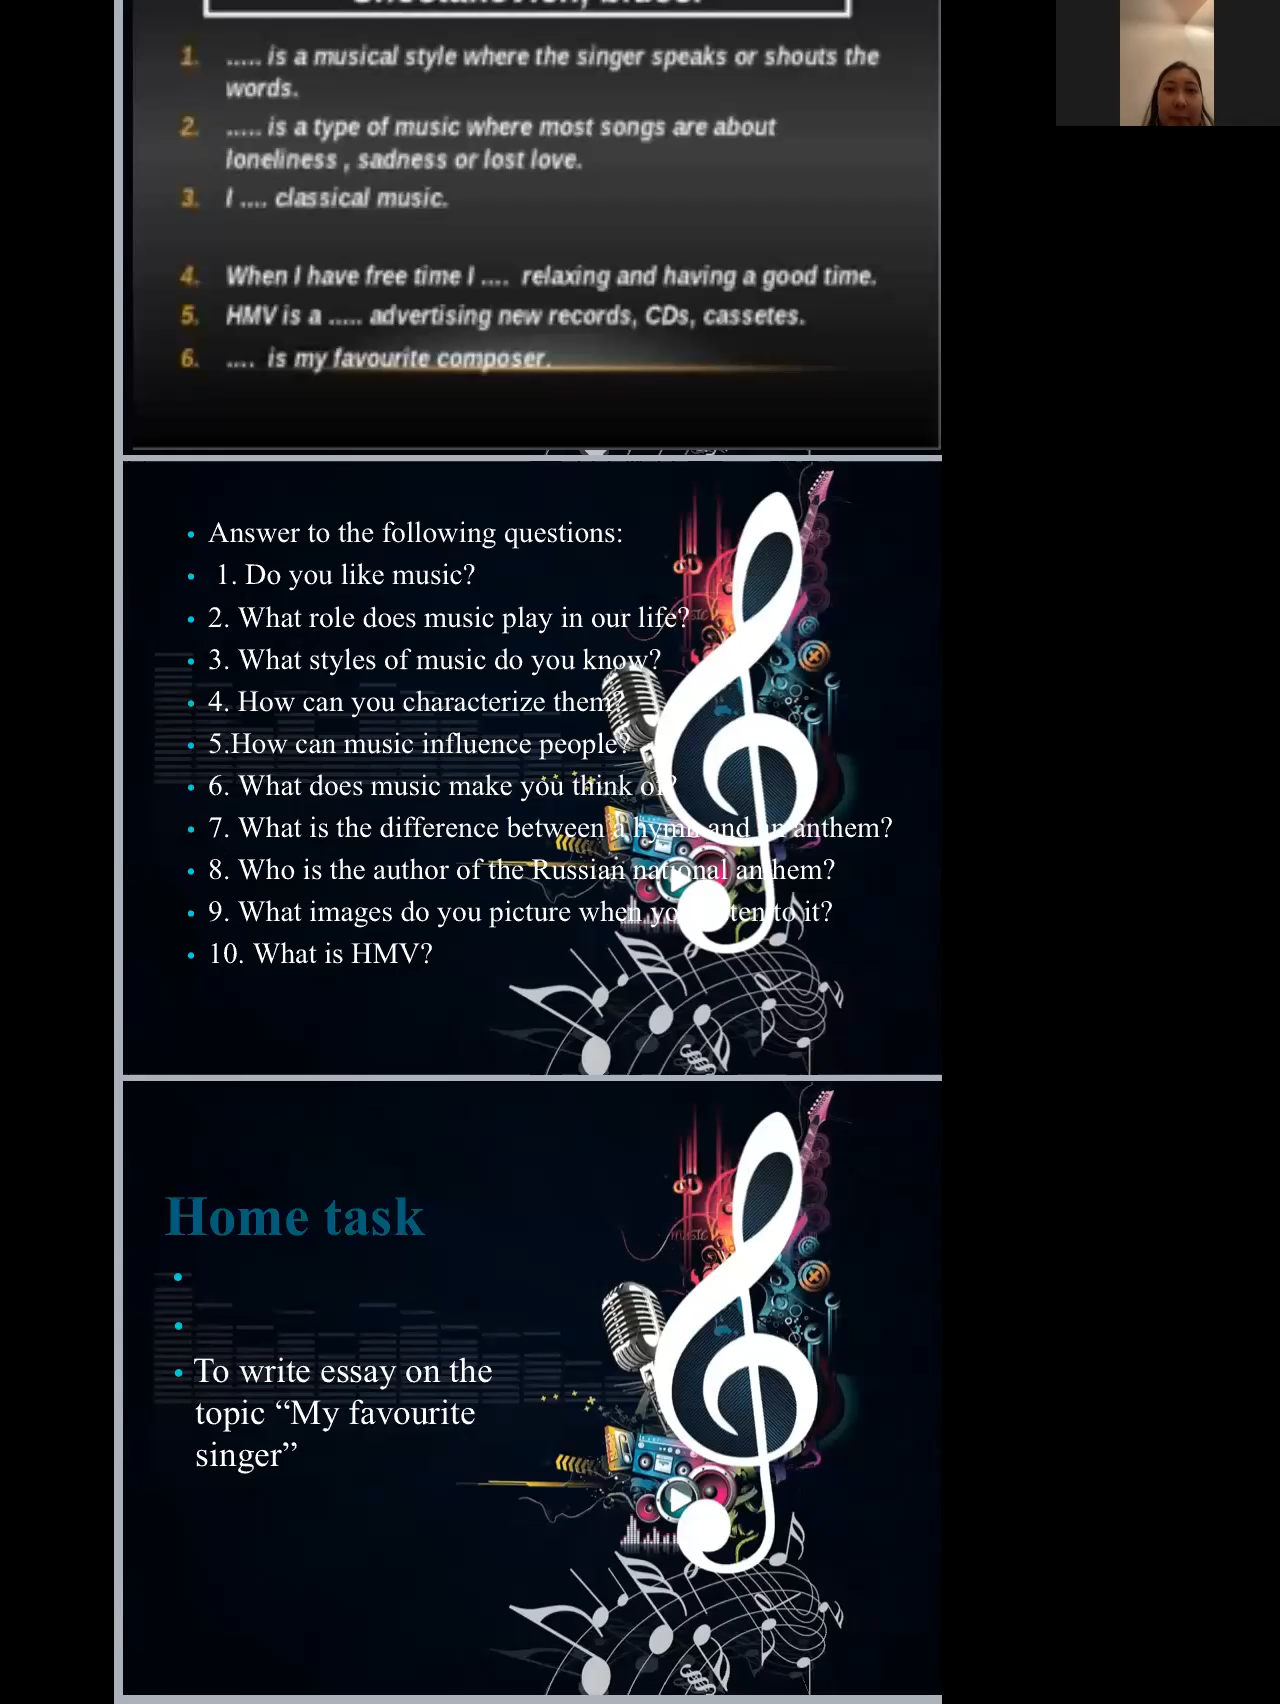 1. ..... is a musical style where the singer speaks or shouts the
words.
2. ..... is a type of music where most songs are about
loneliness , sadness or lost love.
3. I .... classical music.
4. When I have free time I .... relaxing and having a good time.
5. HMV is a ..... advertising new records, CDs, cassetes.
6. .... is my favourite composer.
• Answer to the following questions:
• 1. Do you like music?
• 2. What role does music play in our life?
• 3. What styles of music do you know?
• 4. How can you characterize them?
• 5.How can music influence people?
• 6. What does music make you think of?
• 7. What is the difference between a hymn and an anthem?
• 8. Who is the author of the Russian national anthem?
• 9. What images do you picture when you listen to it?
• 10. What is HMV?
Home task
•
•
• To write essay on the
topic “My favourite
singer”